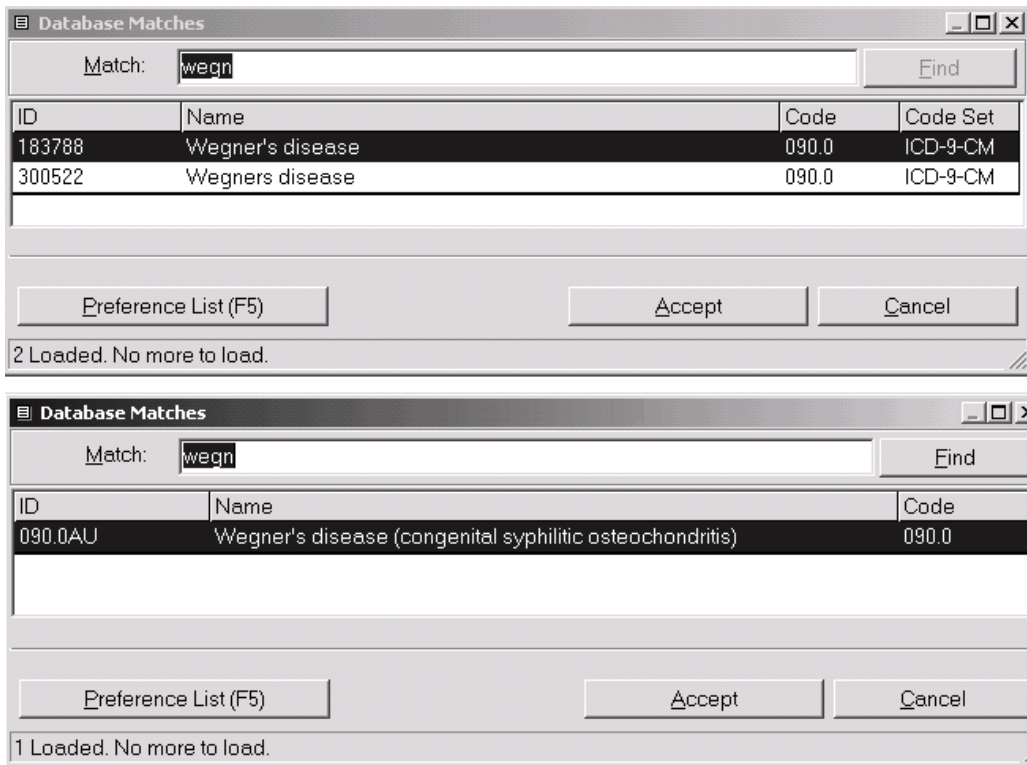 Database Matches
Match: wegn Find
ID Name Code Code Set
183788 Wegner's disease 090.0 ICD-9-CM
300522 Wegners disease 090.0 ICD-9-CM
Preference List (F5) Accept Cancel
2 Loaded. No more to load.
Database Matches
Match: wegn Find
ID Name Code
090.0AU Wegner's disease (congenital syphilitic osteochondritis) 090.0
Preference List (F5) Accept Cancel
1 Loaded. No more to load.